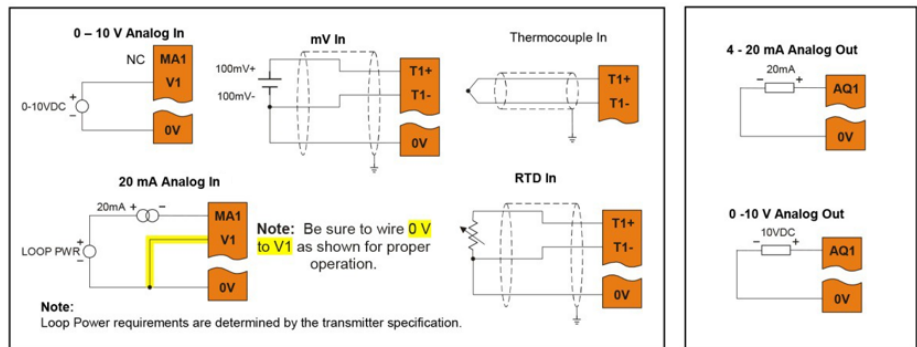 0 – 10 V Analog In
NC
MA1
V1
0-10VDC
+
–
0V
mV In
100mV+
100mV-
T1+
T1-
0V
Thermocouple In
T1+
T1-
20 mA Analog In
20mA + –
MA1
V1
LOOP PWR
+
–
0V
Note: Be sure to wire 0 V
to V1 as shown for proper
operation.
RTD In
T1+
T1-
0V
Note:
Loop Power requirements are determined by the transmitter specification.
4 - 20 mA Analog Out
20mA
– +
AQ1
0V
0 -10 V Analog Out
10VDC
– +
AQ1
0V